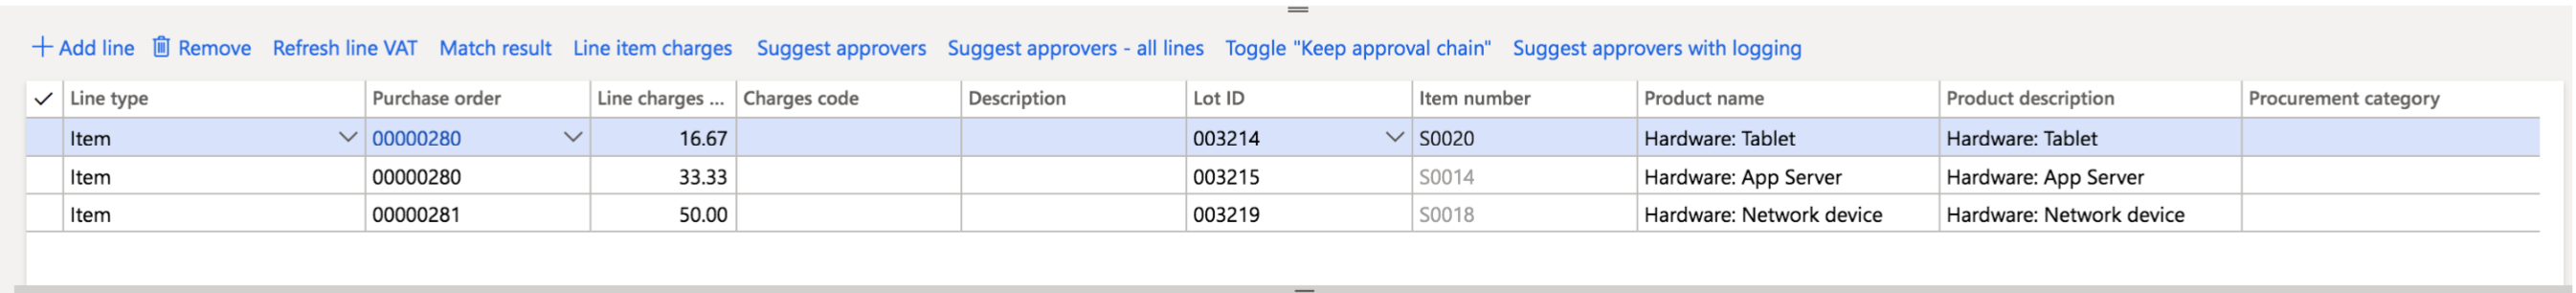 Add line Remove Refresh line VAT Match result Line item charges Suggest approvers Suggest approvers - all lines Toggle "Keep approval chain" Suggest approvers with logging
Line type Purchase order Line charges ... Charges code Description Lot ID Item number Product name Product description Procurement category
Item 00000280 16.67 003214 S0020 Hardware: Tablet Hardware: Tablet
Item 00000280 33.33 003215 S0014 Hardware: App Server Hardware: App Server
Item 00000281 50.00 003219 S0018 Hardware: Network device Hardware: Network device